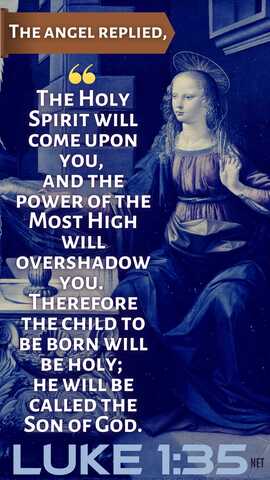 The angel replied,
❝
The Holy
Spirit will
come upon
you,
and the
power of the
Most High
will
overshadow
you.
Therefore
the child to
be born will
be holy;
he will be
called the
Son of God.
LUKE 1:35 NET